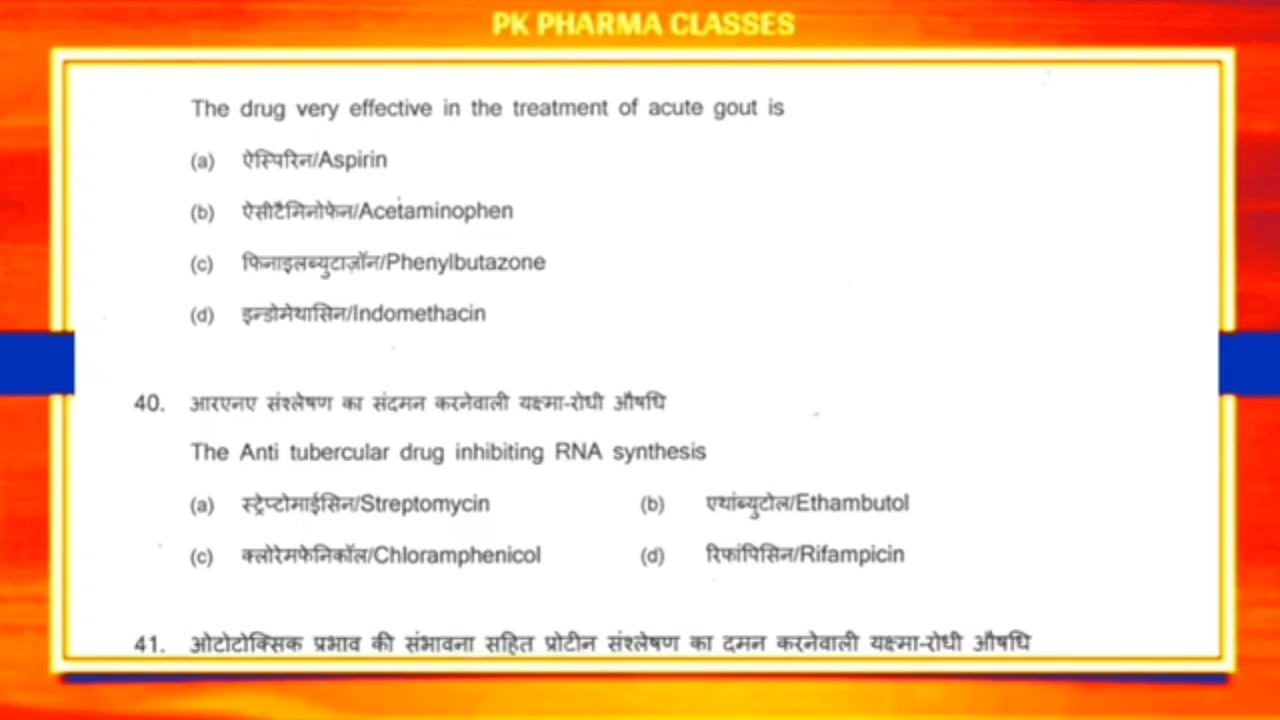 PK PHARMA CLASSES
The drug very effective in the treatment of acute gout is
(a) ऐस्पिरिन/Aspirin
(b) ऐसीटैमिनोफेन/Acetaminophen
(c) फिनाइलब्युटाज़ॉन/Phenylbutazone
(d) इन्डोमेथासिन/Indomethacin
40. आरएनए संश्लेषण का संदमन करनेवाली यक्ष्मा-रोधी औषधि
The Anti tubercular drug inhibiting RNA synthesis
(a) स्ट्रेप्टोमाईसिन/Streptomycin (b) एथांब्युटोल/Ethambutol
(c) क्लोरेमफेनिकॉल/Chloramphenicol (d) रिफांपिसिन/Rifampicin
41. ओटोटोक्सिक प्रभाव की संभावना सहित प्रोटीन संश्लेषण का दमन करनेवाली यक्ष्मा-रोधी औषधि